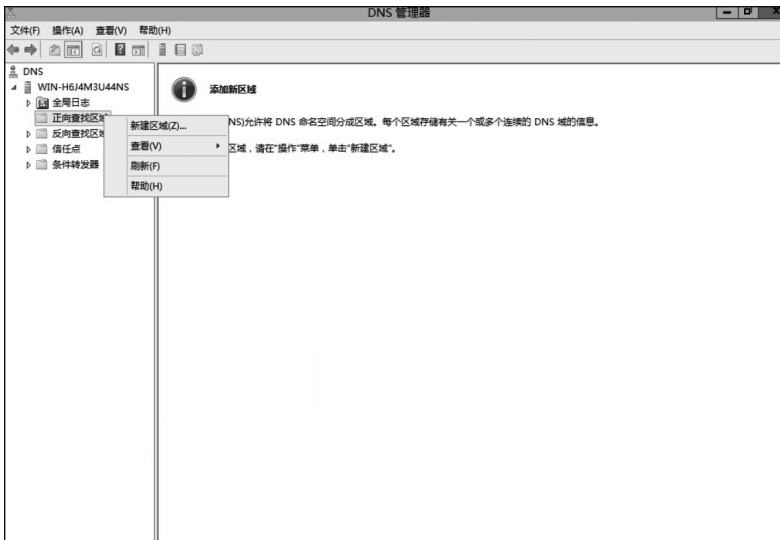 DNS 管理器
文件(F) 操作(A) 查看(V) 帮助(H)
DNS
WIN-H6J4M3U44NS
全局日志
正向查找区域
反向查找区域
信任点
条件转发器
新建区域(Z)...
查看(V)
刷新(F)
帮助(H)
添加新区域
NS)允许将 DNS 命名空间分成区域。每个区域存储有关一个或多个连续的 DNS 域的信息。
区域，请在"操作"菜单，单击"新建区域"。